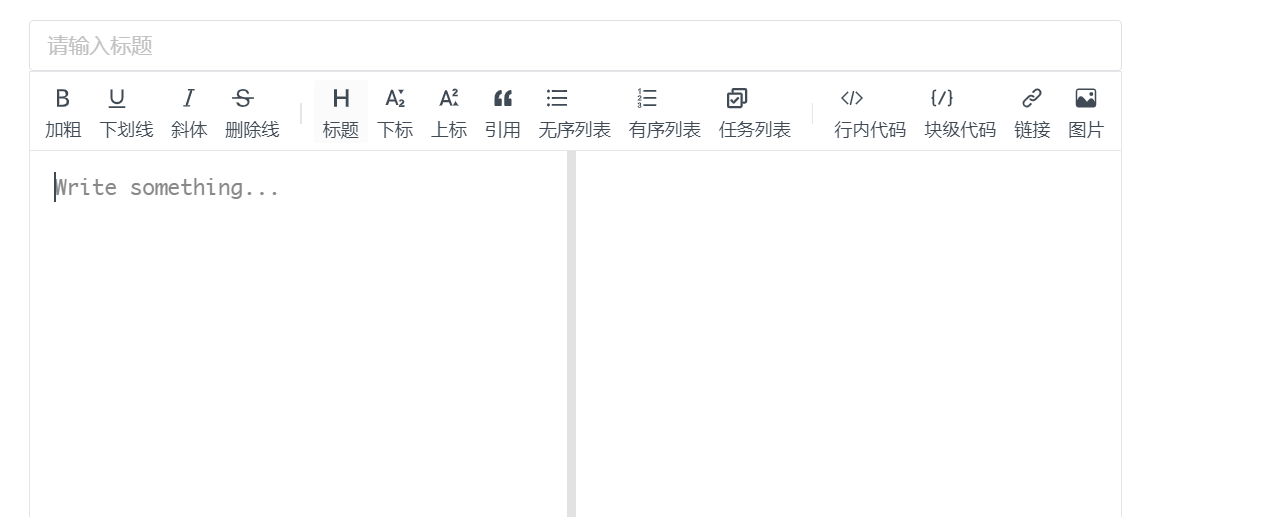 请输入标题
加粗 下划线 斜体 删除线 标题 下标 上标 引用 无序列表 有序列表 任务列表 行内代码 块级代码 链接 图片
Write something...